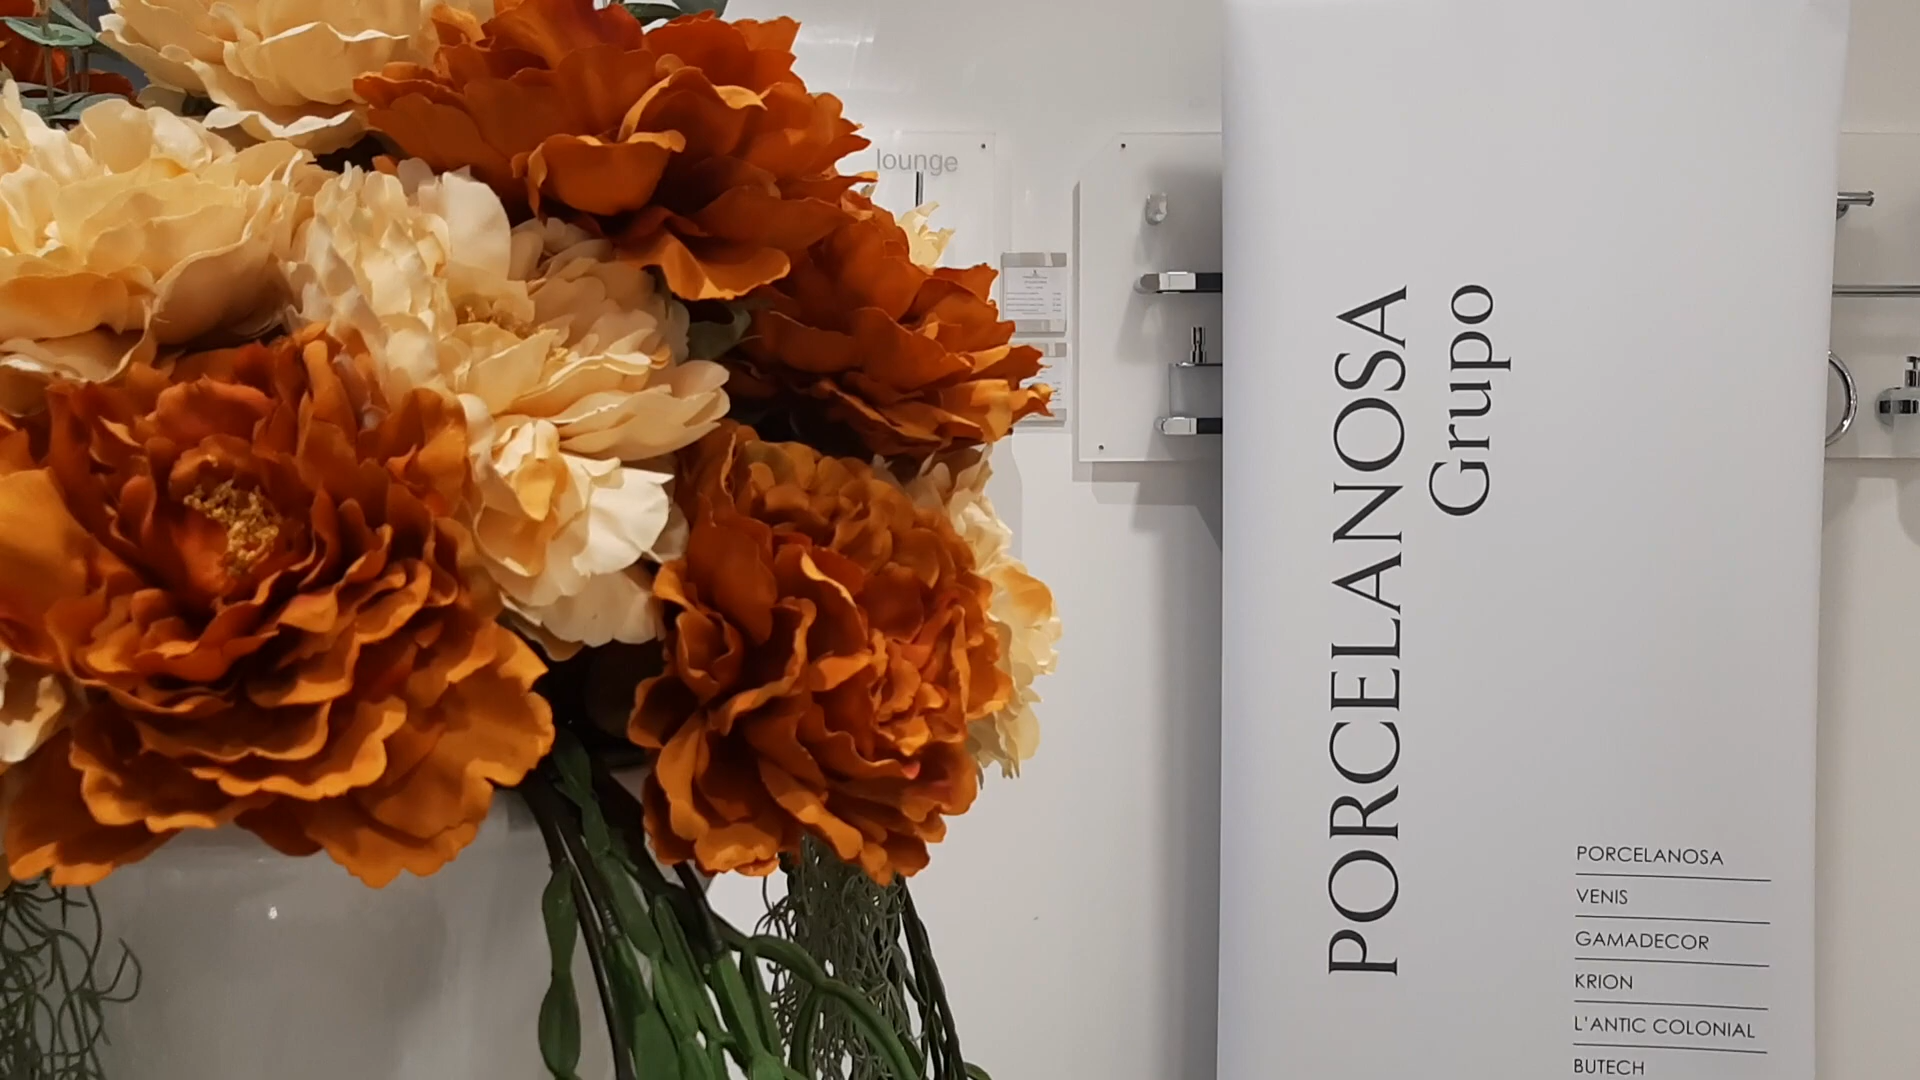 lounge
PORCELANOSA
Grupo
PORCELANOSA
VENIS
GAMADECOR
KRION
L'ANTIC COLONIAL
BUTECH